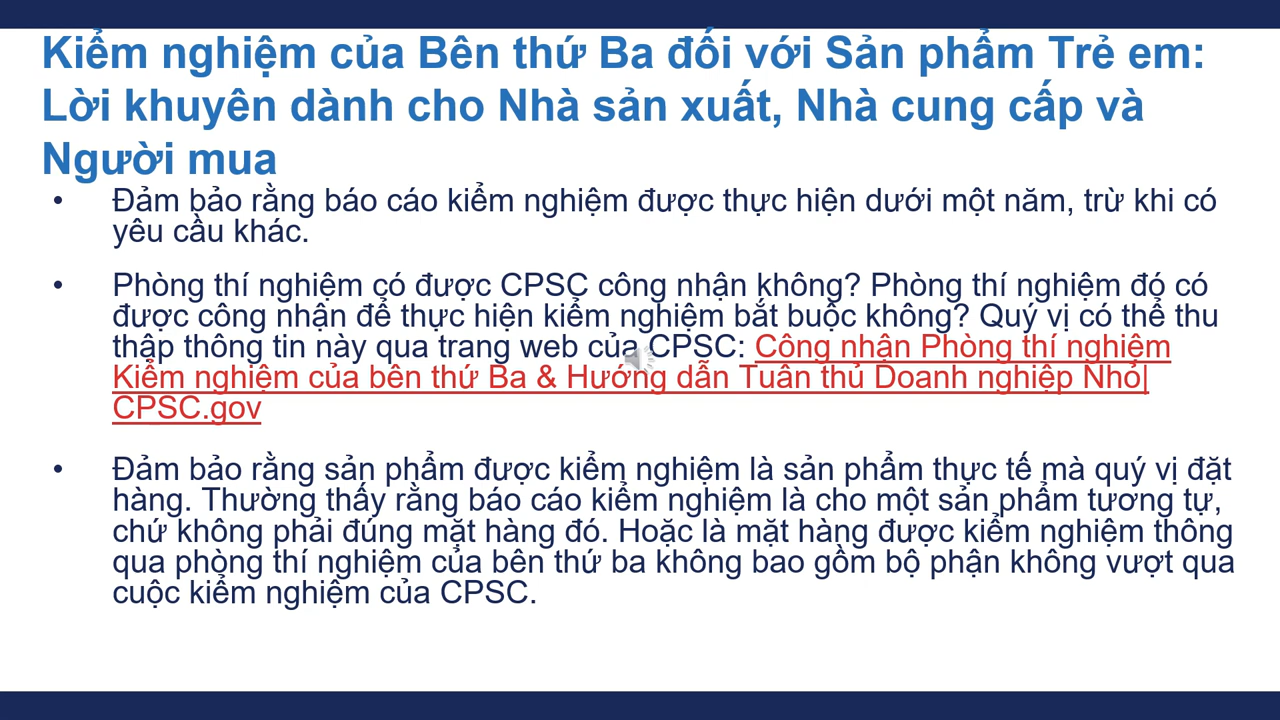 Kiểm nghiệm của Bên thứ Ba đối với Sản phẩm Trẻ em:
Lời khuyên dành cho Nhà sản xuất, Nhà cung cấp và
Người mua
• Đảm bảo rằng báo cáo kiểm nghiệm được thực hiện dưới một năm, trừ khi có
yêu cầu khác.
• Phòng thí nghiệm có được CPSC công nhận không? Phòng thí nghiệm đó có
được công nhận để thực hiện kiểm nghiệm bắt buộc không? Quý vị có thể thu
thập thông tin này qua trang web của CPSC: Công nhận Phòng thí nghiệm
Kiểm nghiệm của bên thứ Ba & Hướng dẫn Tuân thủ Doanh nghiệp Nhỏ|
CPSC.gov
• Đảm bảo rằng sản phẩm được kiểm nghiệm là sản phẩm thực tế mà quý vị đặt
hàng. Thường thấy rằng báo cáo kiểm nghiệm là cho một sản phẩm tương tự,
chứ không phải đúng mặt hàng đó. Hoặc là mặt hàng được kiểm nghiệm thông
qua phòng thí nghiệm của bên thứ ba không bao gồm bộ phận không vượt qua
cuộc kiểm nghiệm của CPSC.